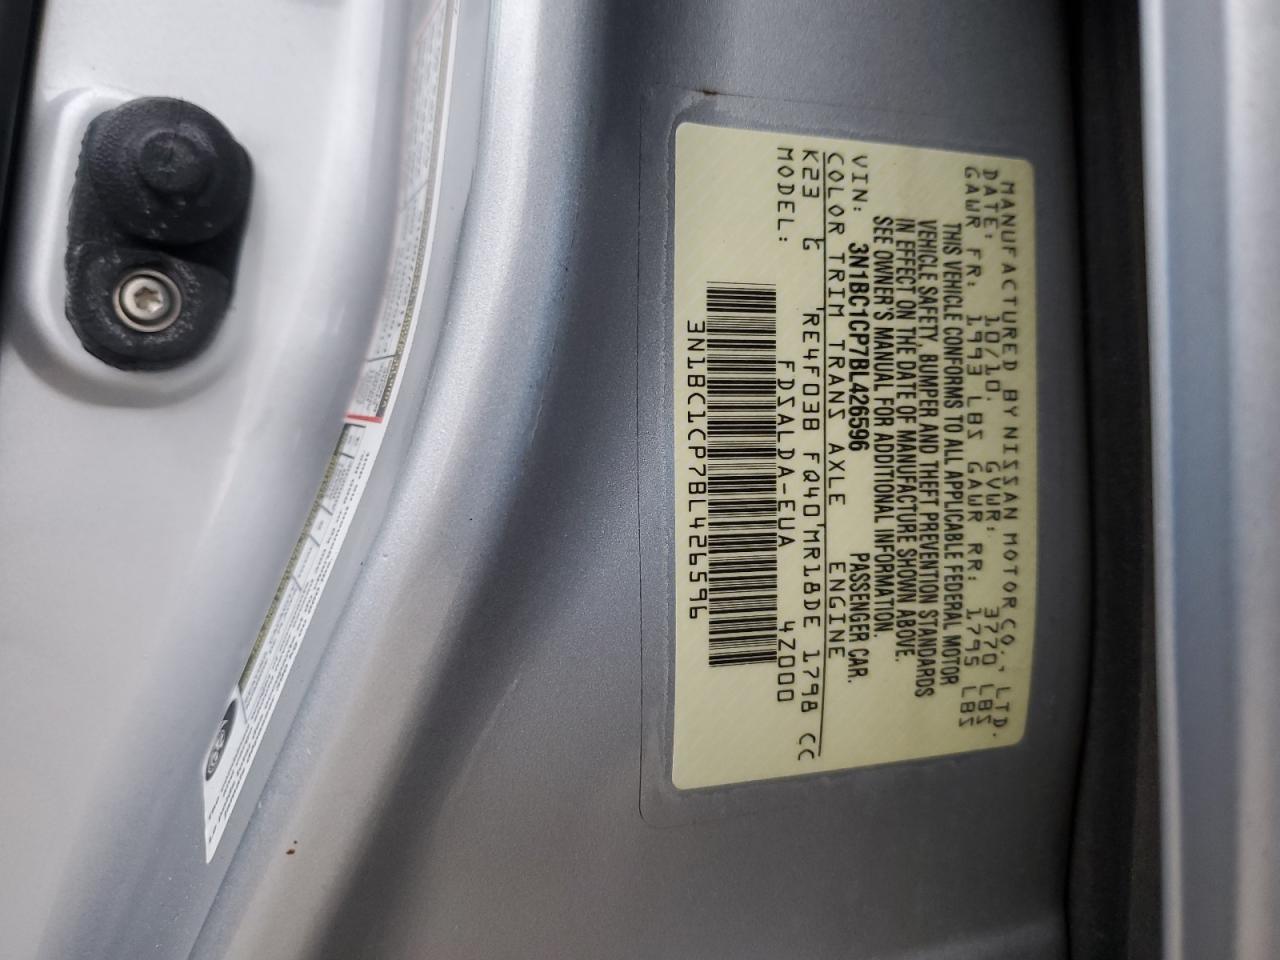 MANUFACTURED BY NISSAN MOTOR CO., LTD.
DATE: 10/10. GVWR: 3770 LBS
GAWR FR: 1993 LBS GAWR RR: 1795 LBS
THIS VEHICLE CONFORMS TO ALL APPLICABLE FEDERAL MOTOR
VEHICLE SAFETY, BUMPER AND THEFT PREVENTION STANDARDS
IN EFFECT ON THE DATE OF MANUFACTURE SHOWN ABOVE.
SEE OWNER'S MANUAL FOR ADDITIONAL INFORMATION.
VIN: 3N1BC1CP7BL426596 PASSENGER CAR.
COLOR TRIM TRANS AXLE ENGINE
K23 G RE4F03B FQ40 MR18DE 1798 CC
MODEL: FDSALDA-EUA 4Z000
3N1BC1CP7BL426596